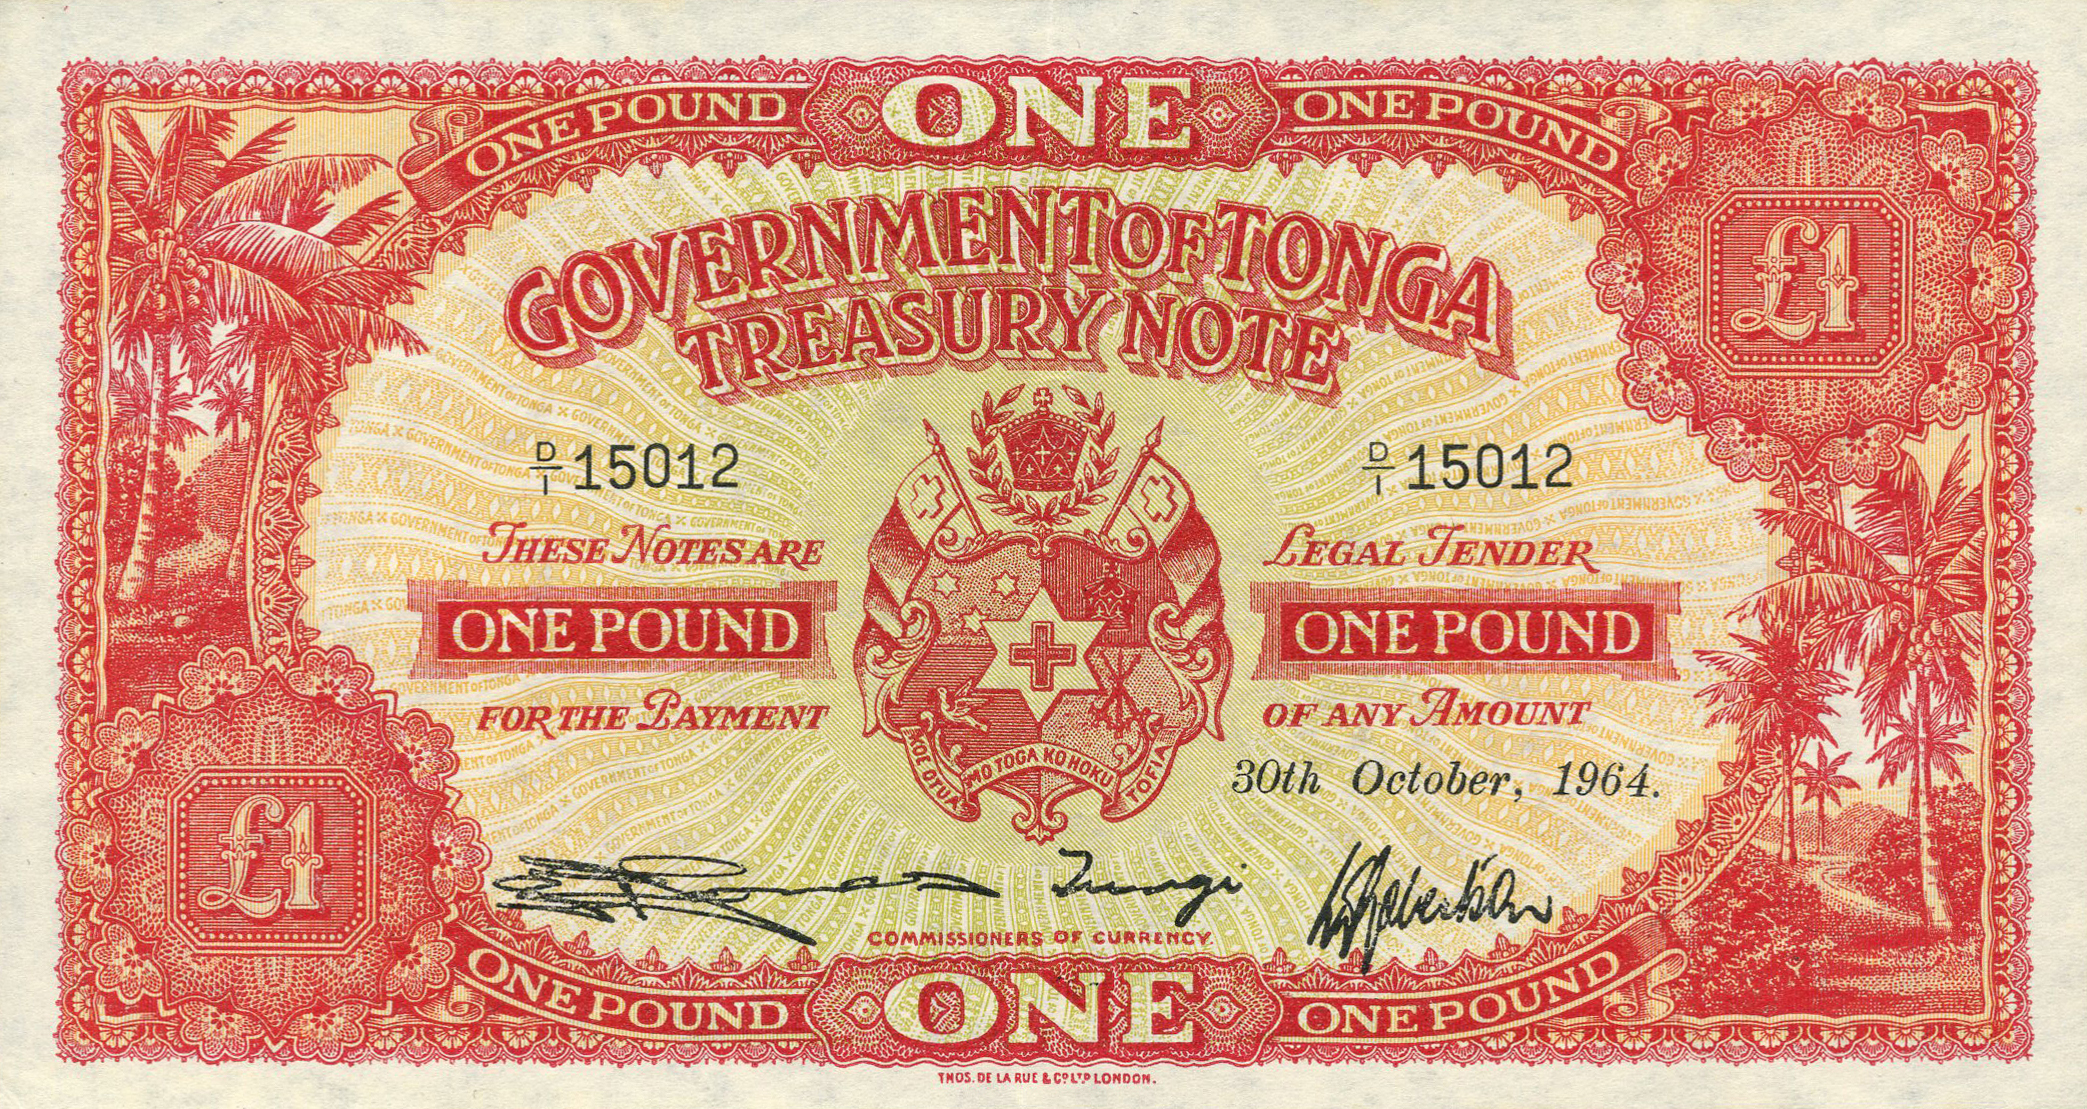 ONE POUND ONE ONE POUND
GOVERNMENT OF TONGA
TREASURY NOTE
£1
D/1 15012 D/1 15012
THESE NOTES ARE LEGAL TENDER
ONE POUND ONE POUND
FOR THE PAYMENT OF ANY AMOUNT
KOE OTUA MO TOGA KO HOKU TOFIA
30th October, 1964.
£1
Tungi
COMMISSIONERS OF CURRENCY.
ONE POUND ONE ONE POUND
THOS. DE LA RUE & CO LTD LONDON.